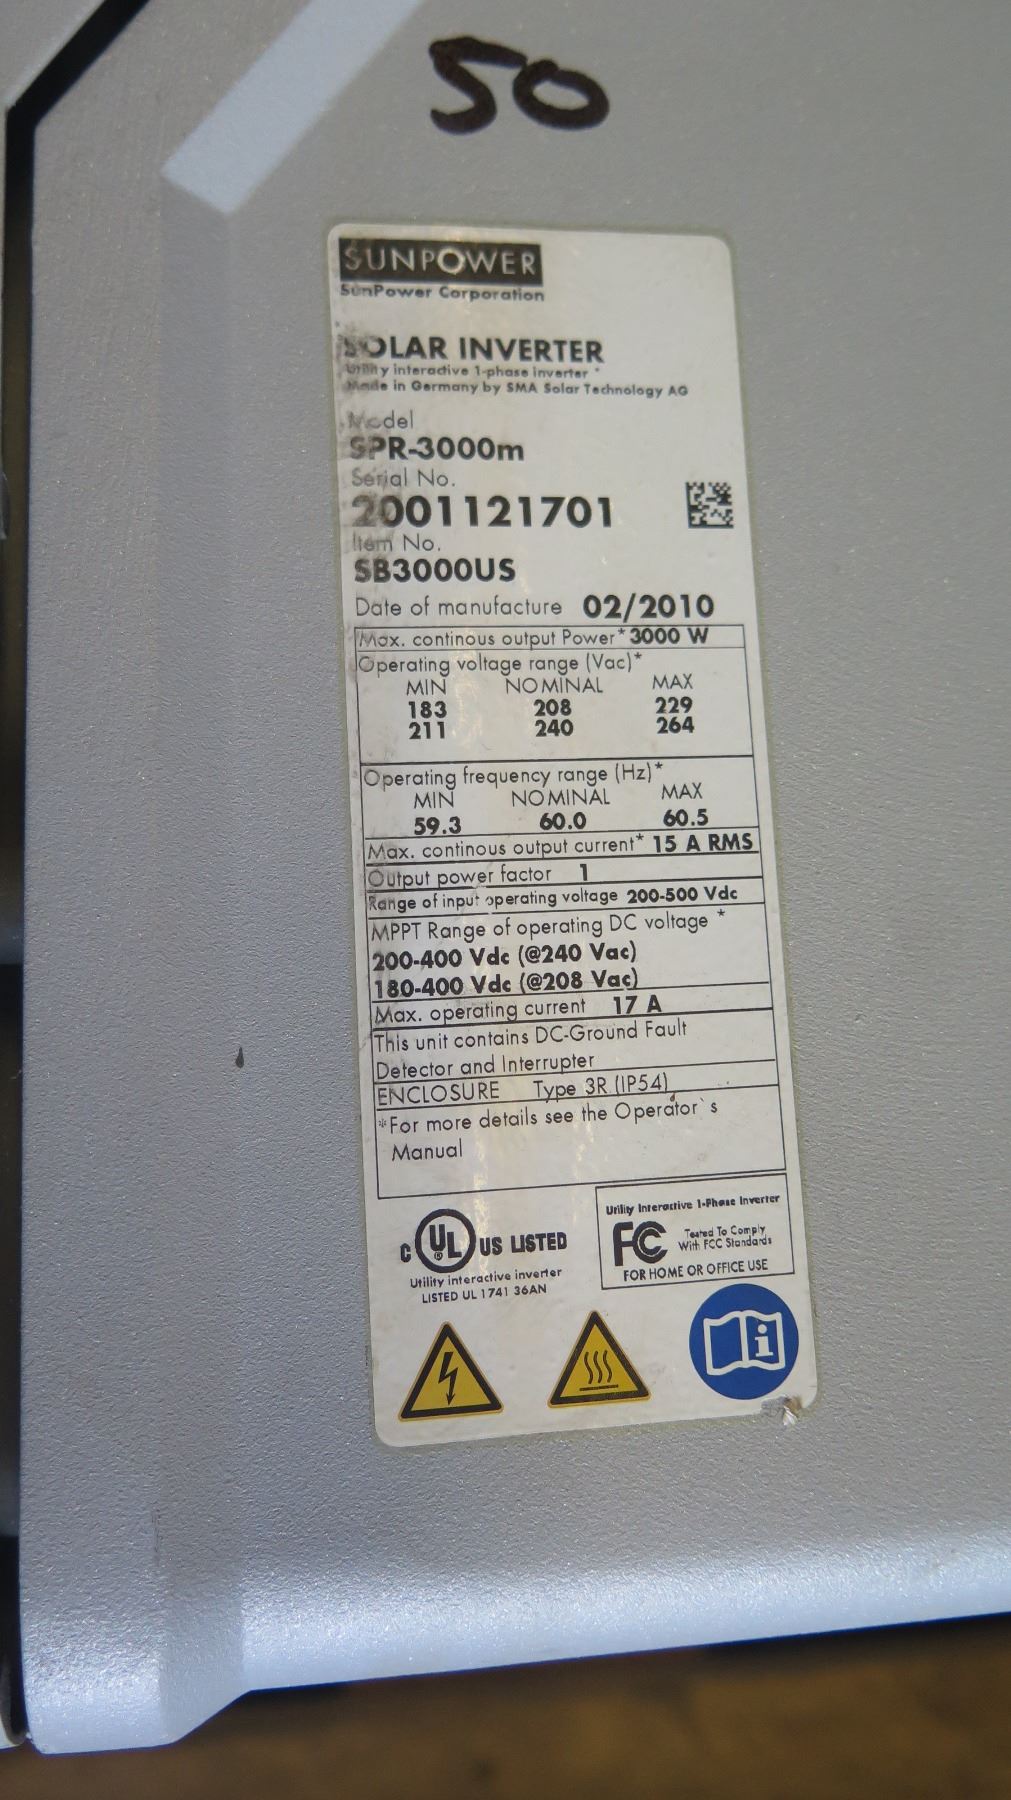 50
SUNPOWER
SunPower Corporation
SOLAR INVERTER
Utility interactive 1-phase inverter *
Made in Germany by SMA Solar Technology AG
Model
SPR-3000m
Serial No.
2001121701
Item No.
SB3000US
Date of manufacture 02/2010
Max. continous output Power* 3000 W
Operating voltage range (Vac)*
MIN NOMINAL MAX
183 208 229
211 240 264
Operating frequency range (Hz)*
MIN NOMINAL MAX
59.3 60.0 60.5
Max. continous output current* 15 A RMS
Output power factor 1
Range of input operating voltage 200-500 Vdc
MPPT Range of operating DC voltage *
200-400 Vdc (@240 Vac)
180-400 Vdc (@208 Vac)
Max. operating current 17 A
This unit contains DC-Ground Fault
Detector and Interrupter
ENCLOSURE Type 3R (IP54)
*For more details see the Operator`s
Manual
C UL ® US LISTED
Utility interactive inverter
LISTED UL 1741 36AN
Utility Interactive 1-Phase Inverter
FC Tested To Comply
With FCC Standards
FOR HOME OR OFFICE USE
i